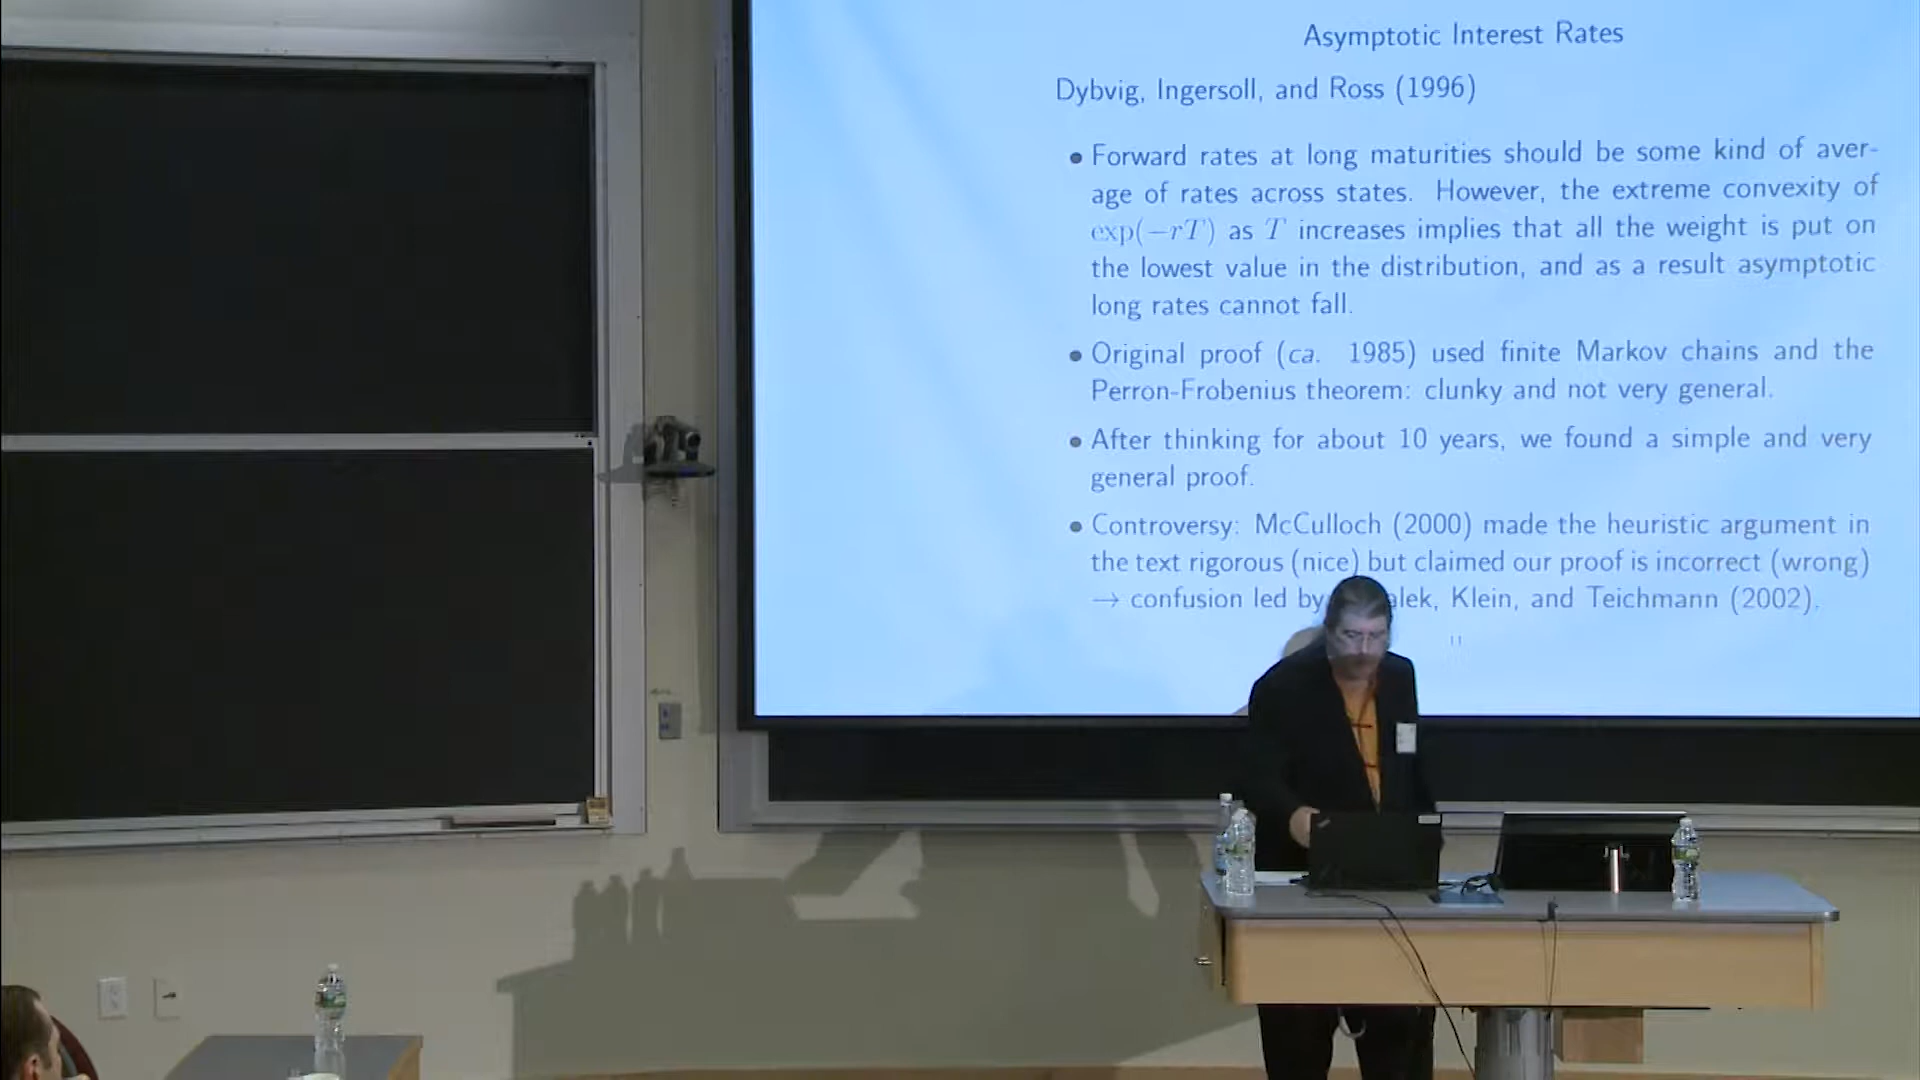 Asymptotic Interest Rates
Dybvig, Ingersoll, and Ross (1996)
• Forward rates at long maturities should be some kind of aver-
age of rates across states. However, the extreme convexity of
exp(−rT) as T increases implies that all the weight is put on
the lowest value in the distribution, and as a result asymptotic
long rates cannot fall.
• Original proof (ca. 1985) used finite Markov chains and the
Perron-Frobenius theorem: clunky and not very general.
• After thinking for about 10 years, we found a simple and very
general proof.
• Controversy: McCulloch (2000) made the heuristic argument in
the text rigorous (nice) but claimed our proof is incorrect (wrong)
→ confusion led by Klein, and Teichmann (2002).
11